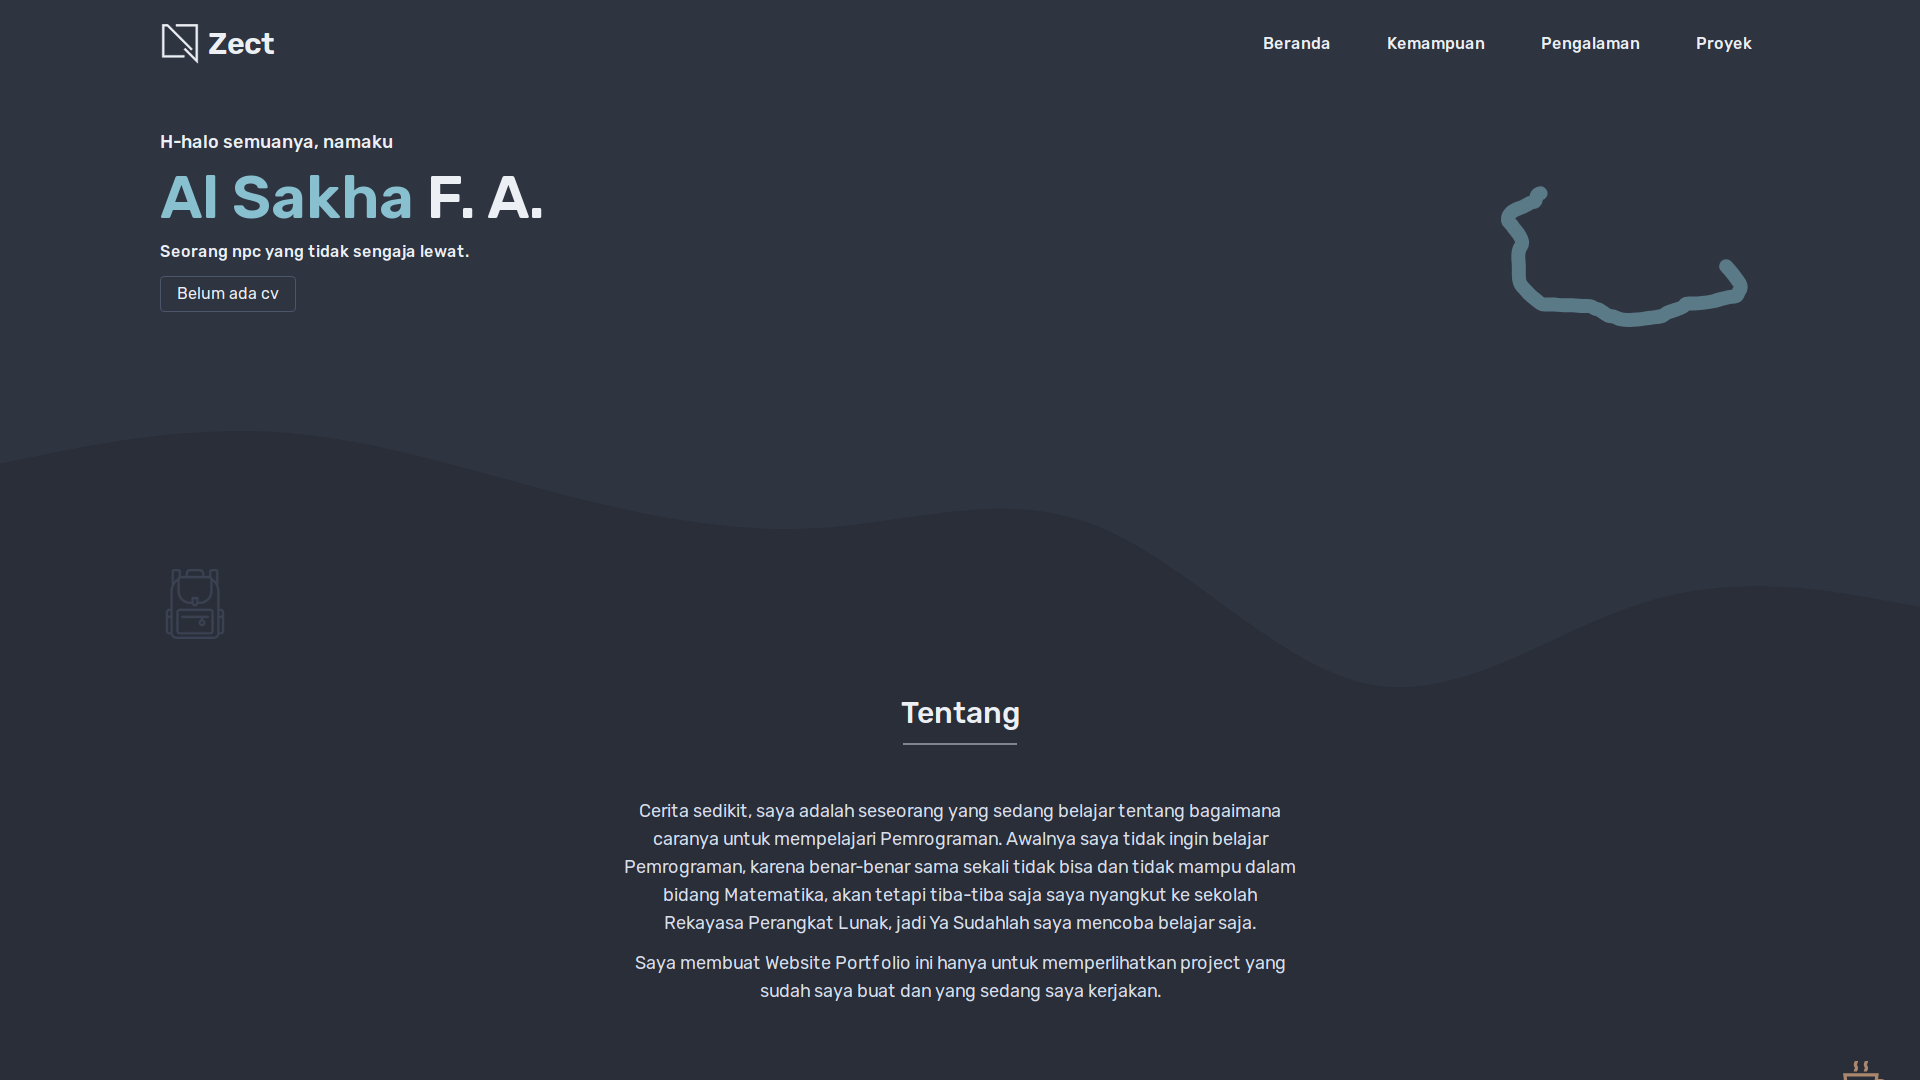 Zect
Beranda
Kemampuan
Pengalaman
Proyek
H-halo semuanya, namaku
Al Sakha F. A.
Seorang npc yang tidak sengaja lewat.
Belum ada cv
Tentang
Cerita sedikit, saya adalah seseorang yang sedang belajar tentang bagaimana
caranya untuk mempelajari Pemrograman. Awalnya saya tidak ingin belajar
Pemrograman, karena benar-benar sama sekali tidak bisa dan tidak mampu dalam
bidang Matematika, akan tetapi tiba-tiba saja saya nyangkut ke sekolah
Rekayasa Perangkat Lunak, jadi Ya Sudahlah saya mencoba belajar saja.
Saya membuat Website Portfolio ini hanya untuk memperlihatkan project yang
sudah saya buat dan yang sedang saya kerjakan.